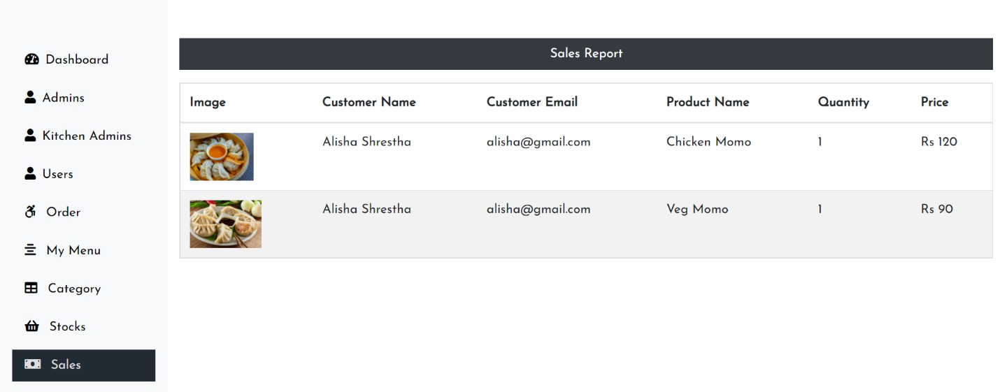 Dashboard
Admins
Kitchen Admins
Users
Order
My Menu
Category
Stocks
Sales
Sales Report
Image Customer Name Customer Email Product Name Quantity Price
Alisha Shrestha alisha@gmail.com Chicken Momo 1 Rs 120
Alisha Shrestha alisha@gmail.com Veg Momo 1 Rs 90